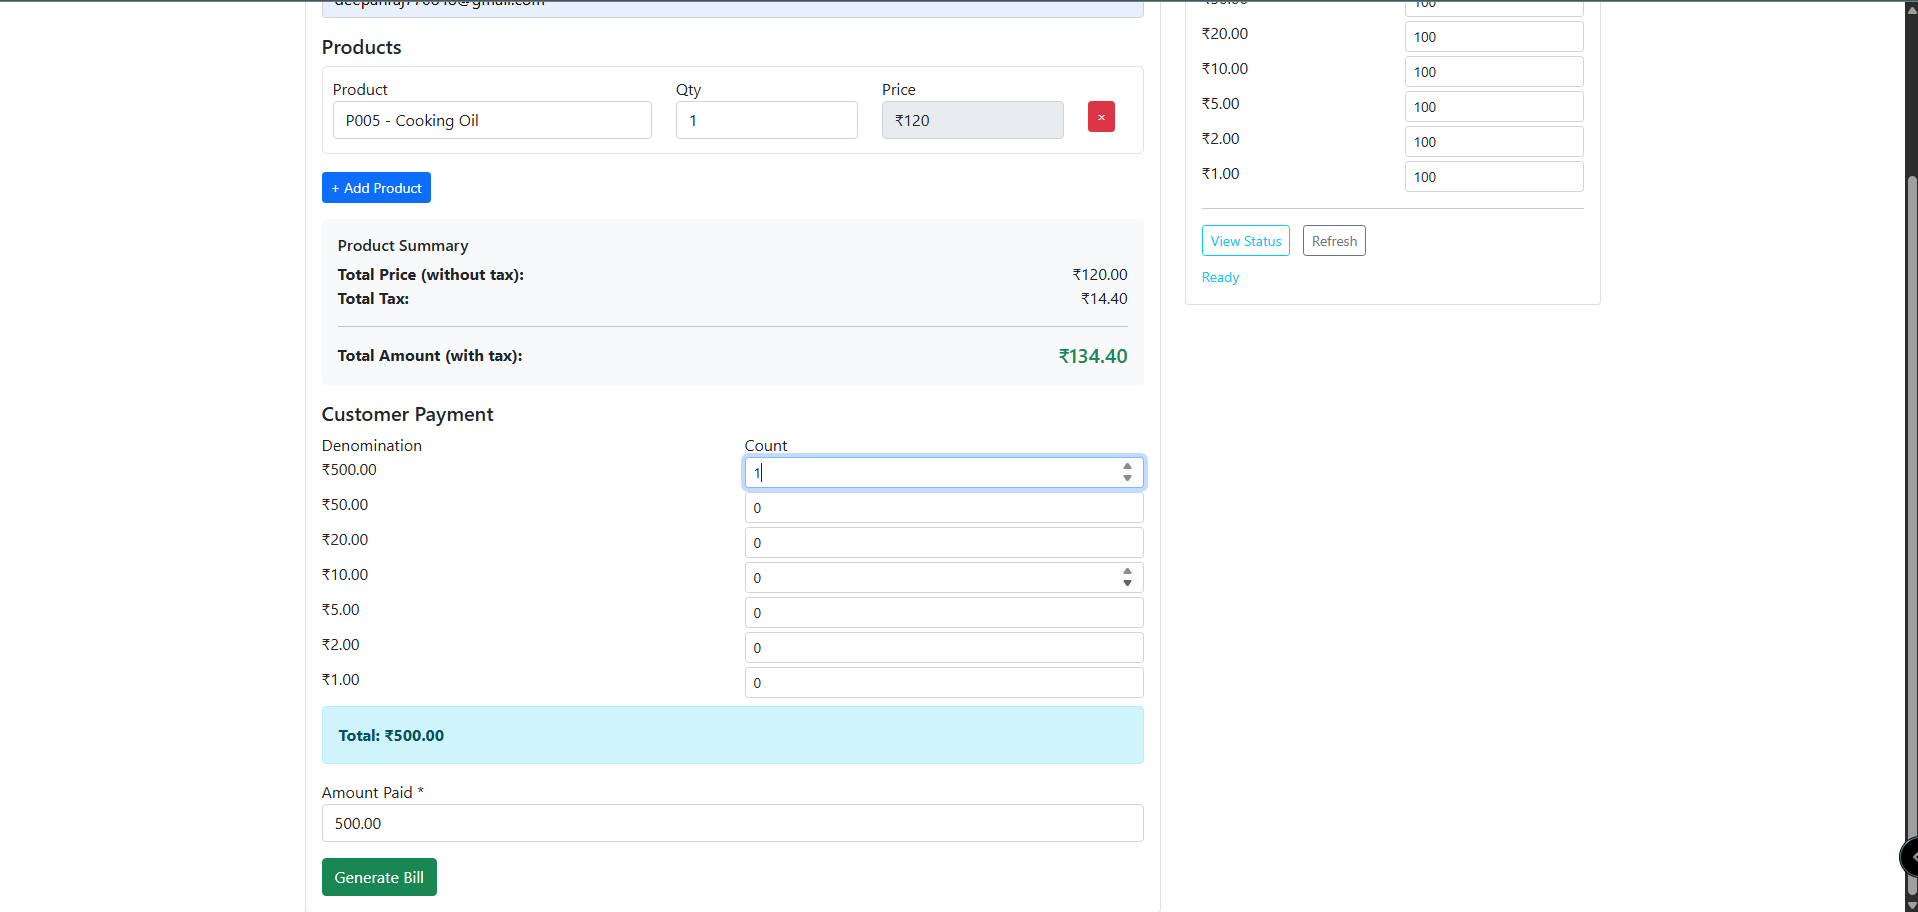 Products
Product Qty Price
P005 - Cooking Oil 1 ₹120 ×
+ Add Product
Product Summary
Total Price (without tax): ₹120.00
Total Tax: ₹14.40
Total Amount (with tax): ₹134.40
Customer Payment
Denomination Count
₹500.00 1
₹50.00 0
₹20.00 0
₹10.00 0
₹5.00 0
₹2.00 0
₹1.00 0
Total: ₹500.00
Amount Paid *
500.00
Generate Bill
100
₹20.00 100
₹10.00 100
₹5.00 100
₹2.00 100
₹1.00 100
View Status Refresh
Ready